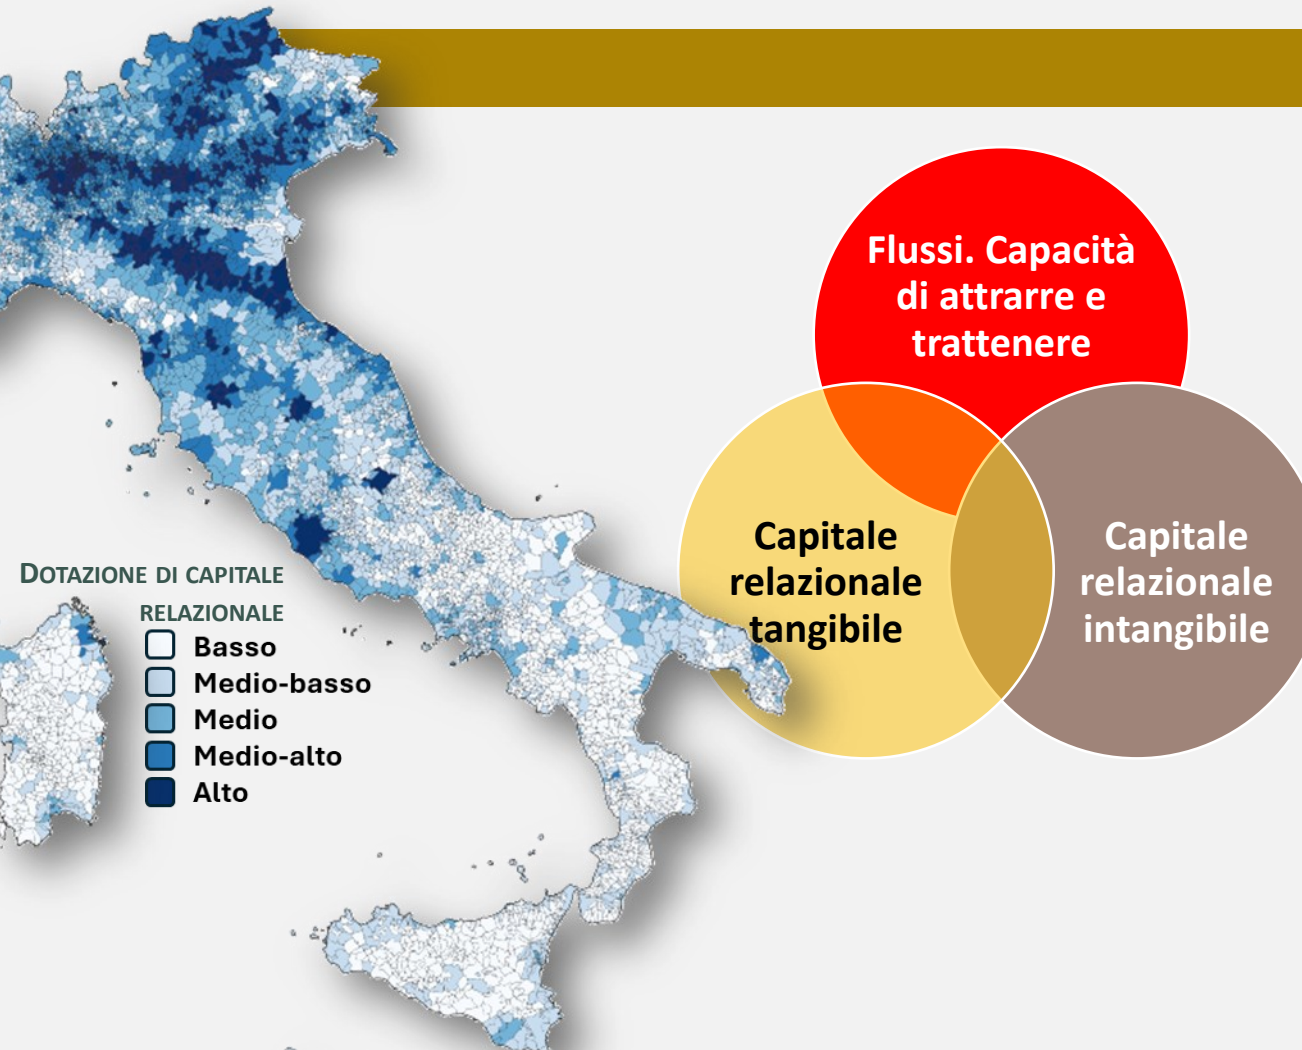 Flussi. Capacità
di attrarre e
trattenere
Capitale
relazionale
tangibile
Capitale
relazionale
intangibile
DOTAZIONE DI CAPITALE
RELAZIONALE
Basso
Medio-basso
Medio
Medio-alto
Alto